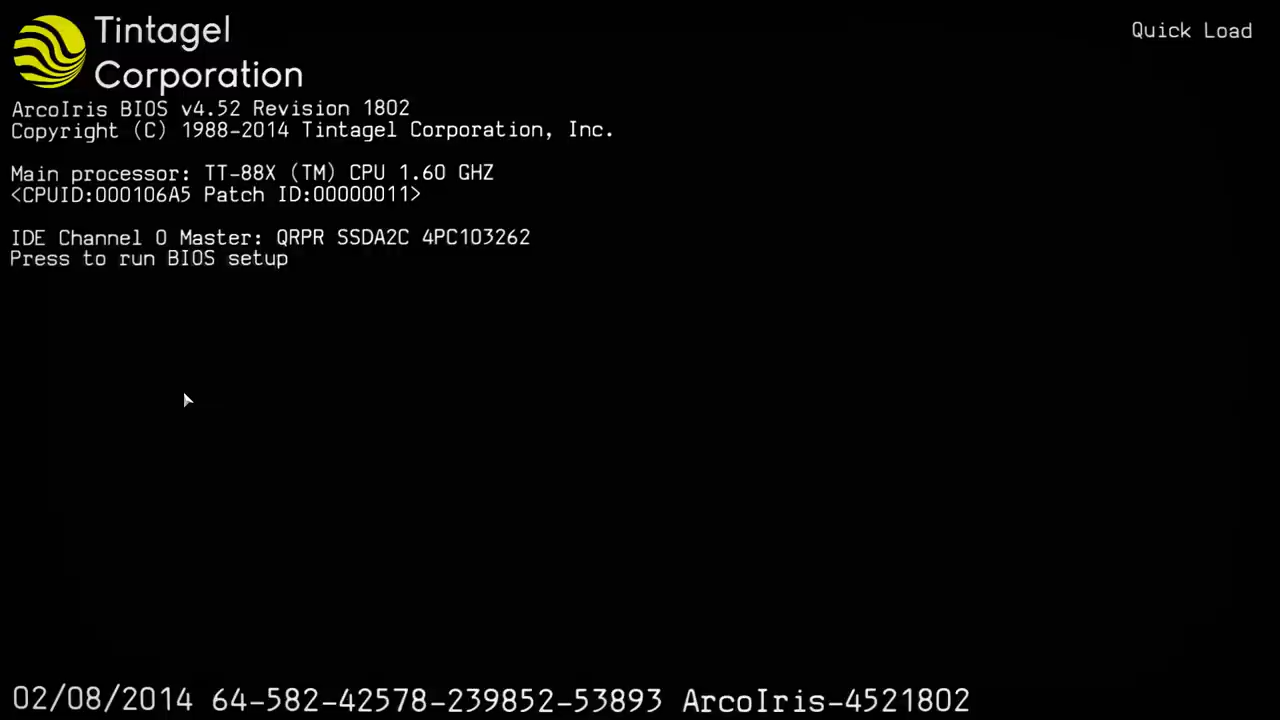 Tintagel
Corporation
Quick Load
ArcoIris BIOS v4.52 Revision 1802
Copyright (C) 1988-2014 Tintagel Corporation, Inc.
Main processor: TT-88X (TM) CPU 1.60 GHZ
<CPUID:000106A5 Patch ID:00000011>
IDE Channel 0 Master: QRPR SSDA2C 4PC103262
Press to run BIOS setup
02/08/2014 64-582-42578-239852-53893 ArcoIris-4521802